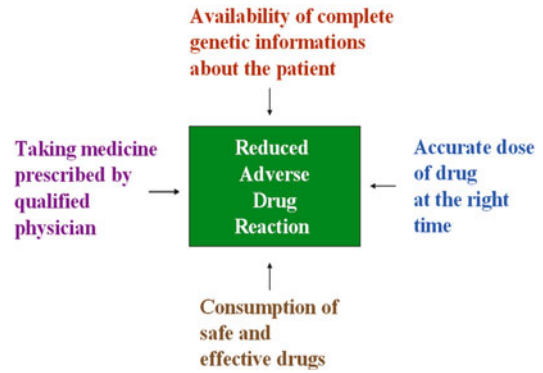 Availability of complete
genetic informations
about the patient
Taking medicine
prescribed by
qualified
physician
Reduced
Adverse
Drug
Reaction
Accurate dose
of drug
at the right
time
Consumption of
safe and
effective drugs